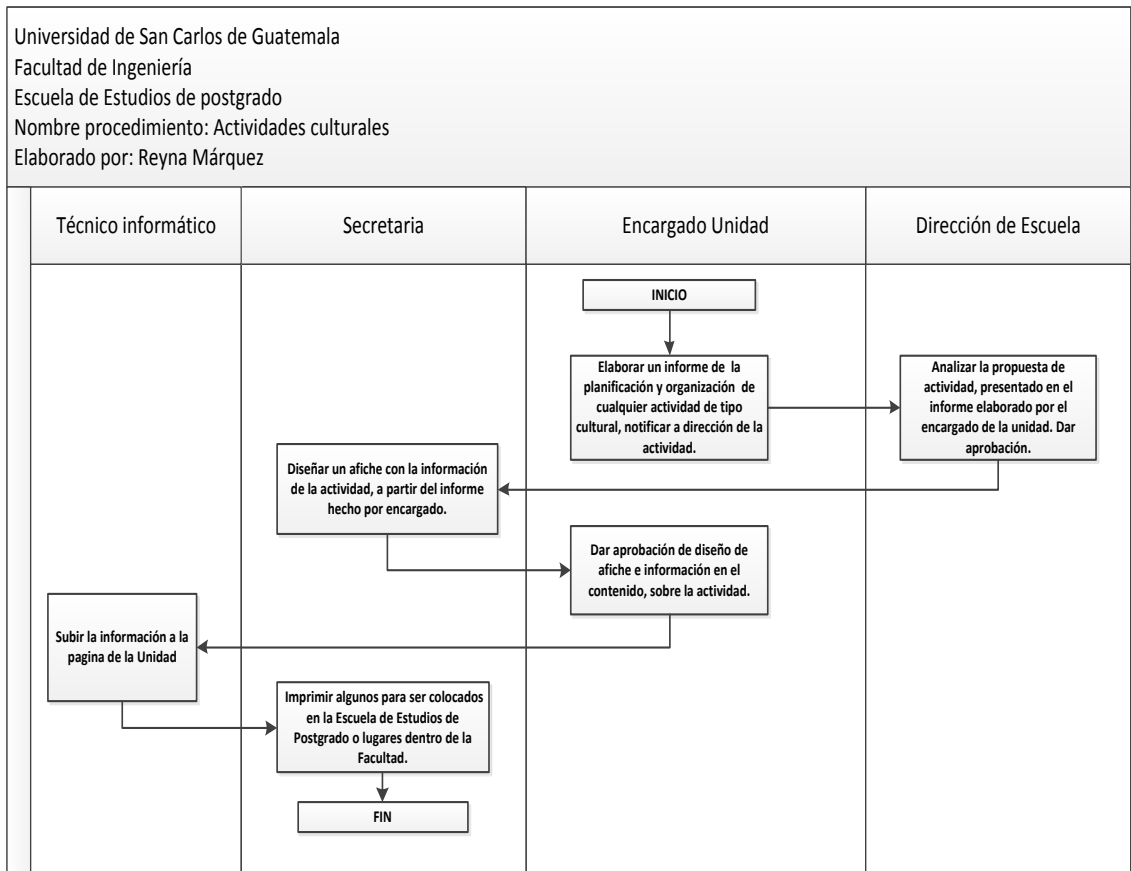 Universidad de San Carlos de Guatemala
Facultad de Ingeniería
Escuela de Estudios de postgrado
Nombre procedimiento: Actividades culturales
Elaborado por: Reyna Márquez
Técnico informático
Secretaria
Encargado Unidad
Dirección de Escuela
INICIO
Elaborar un informe de la
planificación y organización de
cualquier actividad de tipo
cultural, notificar a dirección de la
actividad.
Analizar la propuesta de
actividad, presentado en el
informe elaborado por el
encargado de la unidad. Dar
aprobación.
Diseñar un afiche con la información
de la actividad, a partir del informe
hecho por encargado.
Dar aprobación de diseño de
afiche e información en el
contenido, sobre la actividad.
Subir la información a la
pagina de la Unidad
Imprimir algunos para ser colocados
en la Escuela de Estudios de
Postgrado o lugares dentro de la
Facultad.
FIN